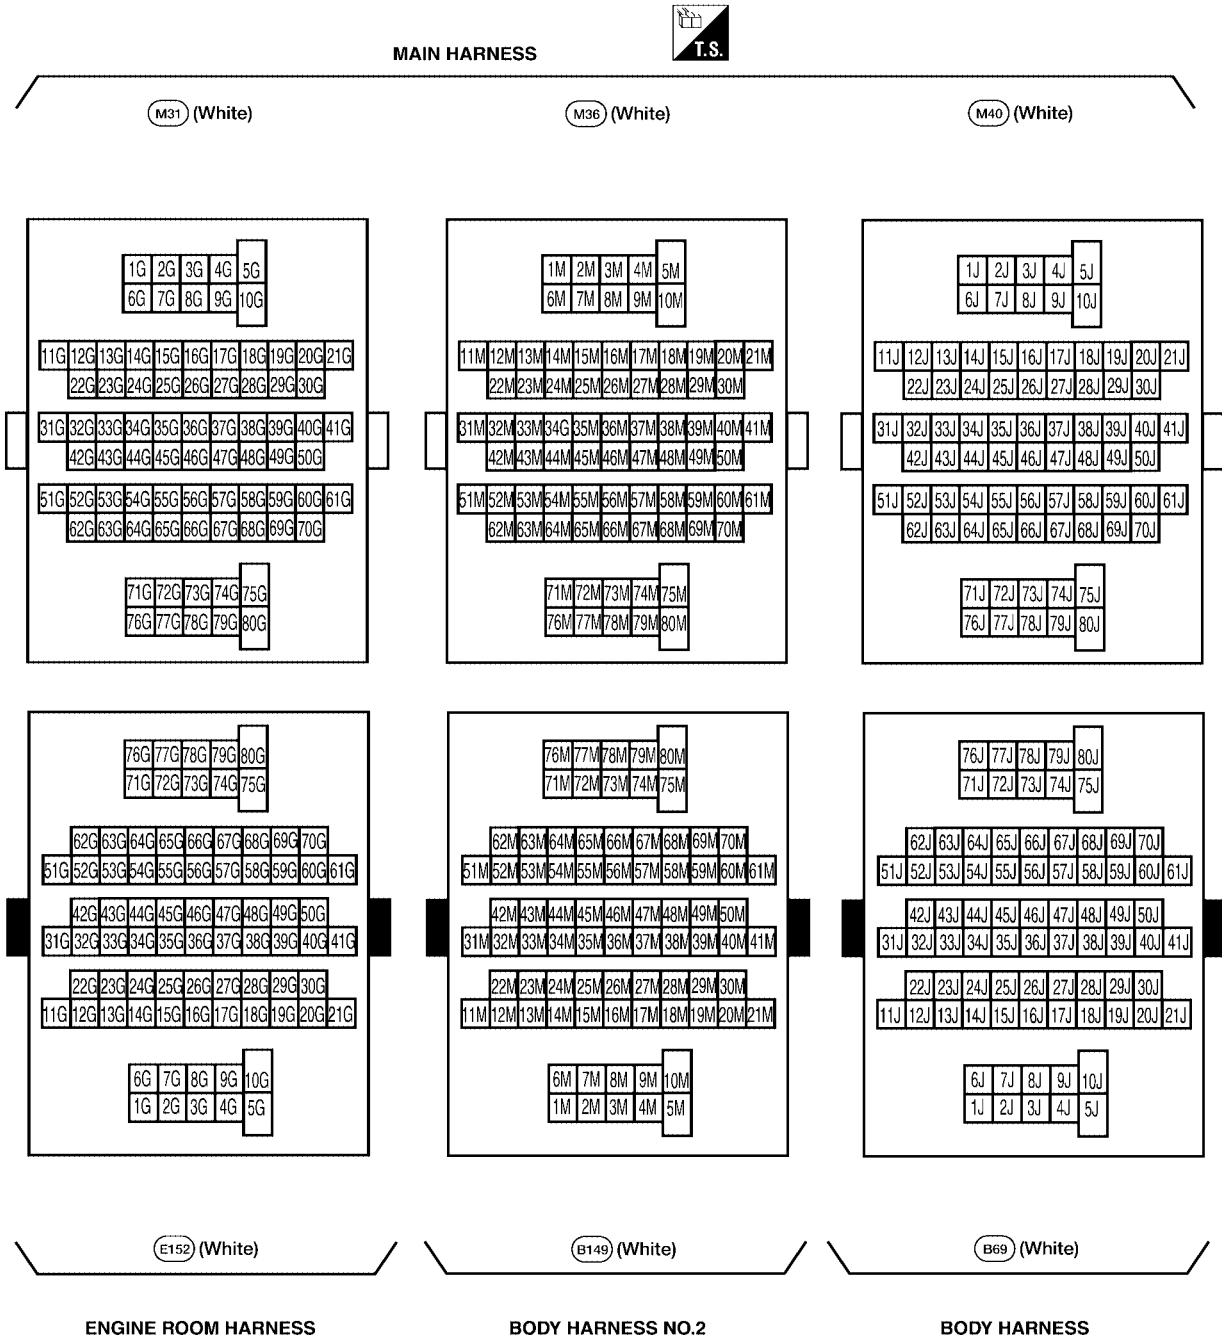 T.S.
MAIN HARNESS
M31 (White)
M36 (White)
M40 (White)
1G 2G 3G 4G 5G
6G 7G 8G 9G 10G
11G 12G 13G 14G 15G 16G 17G 18G 19G 20G 21G
22G 23G 24G 25G 26G 27G 28G 29G 30G
31G 32G 33G 34G 35G 36G 37G 38G 39G 40G 41G
42G 43G 44G 45G 46G 47G 48G 49G 50G
51G 52G 53G 54G 55G 56G 57G 58G 59G 60G 61G
62G 63G 64G 65G 66G 67G 68G 69G 70G
71G 72G 73G 74G 75G
76G 77G 78G 79G 80G
1M 2M 3M 4M 5M
6M 7M 8M 9M 10M
11M 12M 13M 14M 15M 16M 17M 18M 19M 20M 21M
22M 23M 24M 25M 26M 27M 28M 29M 30M
31M 32M 33M 34G 35M 36M 37M 38M 39M 40M 41M
42M 43M 44M 45M 46M 47M 48M 49M 50M
51M 52M 53M 54M 55M 56M 57M 58M 59M 60M 61M
62M 63M 64M 65M 66M 67M 68M 69M 70M
71M 72M 73M 74M 75M
76M 77M 78M 79M 80M
1J 2J 3J 4J 5J
6J 7J 8J 9J 10J
11J 12J 13J 14J 15J 16J 17J 18J 19J 20J 21J
22J 23J 24J 25J 26J 27J 28J 29J 30J
31J 32J 33J 34J 35J 36J 37J 38J 39J 40J 41J
42J 43J 44J 45J 46J 47J 48J 49J 50J
51J 52J 53J 54J 55J 56J 57J 58J 59J 60J 61J
62J 63J 64J 65J 66J 67J 68J 69J 70J
71J 72J 73J 74J 75J
76J 77J 78J 79J 80J
76G 77G 78G 79G 80G
71G 72G 73G 74G 75G
62G 63G 64G 65G 66G 67G 68G 69G 70G
51G 52G 53G 54G 55G 56G 57G 58G 59G 60G 61G
42G 43G 44G 45G 46G 47G 48G 49G 50G
31G 32G 33G 34G 35G 36G 37G 38G 39G 40G 41G
22G 23G 24G 25G 26G 27G 28G 29G 30G
11G 12G 13G 14G 15G 16G 17G 18G 19G 20G 21G
6G 7G 8G 9G 10G
1G 2G 3G 4G 5G
76M 77M 78M 79M 80M
71M 72M 73M 74M 75M
62M 63M 64M 65M 66M 67M 68M 69M 70M
51M 52M 53M 54M 55M 56M 57M 58M 59M 60M 61M
42M 43M 44M 45M 46M 47M 48M 49M 50M
31M 32M 33M 34M 35M 36M 37M 38M 39M 40M 41M
22M 23M 24M 25M 26M 27M 28M 29M 30M
11M 12M 13M 14M 15M 16M 17M 18M 19M 20M 21M
6M 7M 8M 9M 10M
1M 2M 3M 4M 5M
76J 77J 78J 79J 80J
71J 72J 73J 74J 75J
62J 63J 64J 65J 66J 67J 68J 69J 70J
51J 52J 53J 54J 55J 56J 57J 58J 59J 60J 61J
42J 43J 44J 45J 46J 47J 48J 49J 50J
31J 32J 33J 34J 35J 36J 37J 38J 39J 40J 41J
22J 23J 24J 25J 26J 27J 28J 29J 30J
11J 12J 13J 14J 15J 16J 17J 18J 19J 20J 21J
6J 7J 8J 9J 10J
1J 2J 3J 4J 5J
E152 (White)
B149 (White)
B69 (White)
ENGINE ROOM HARNESS
BODY HARNESS NO.2
BODY HARNESS